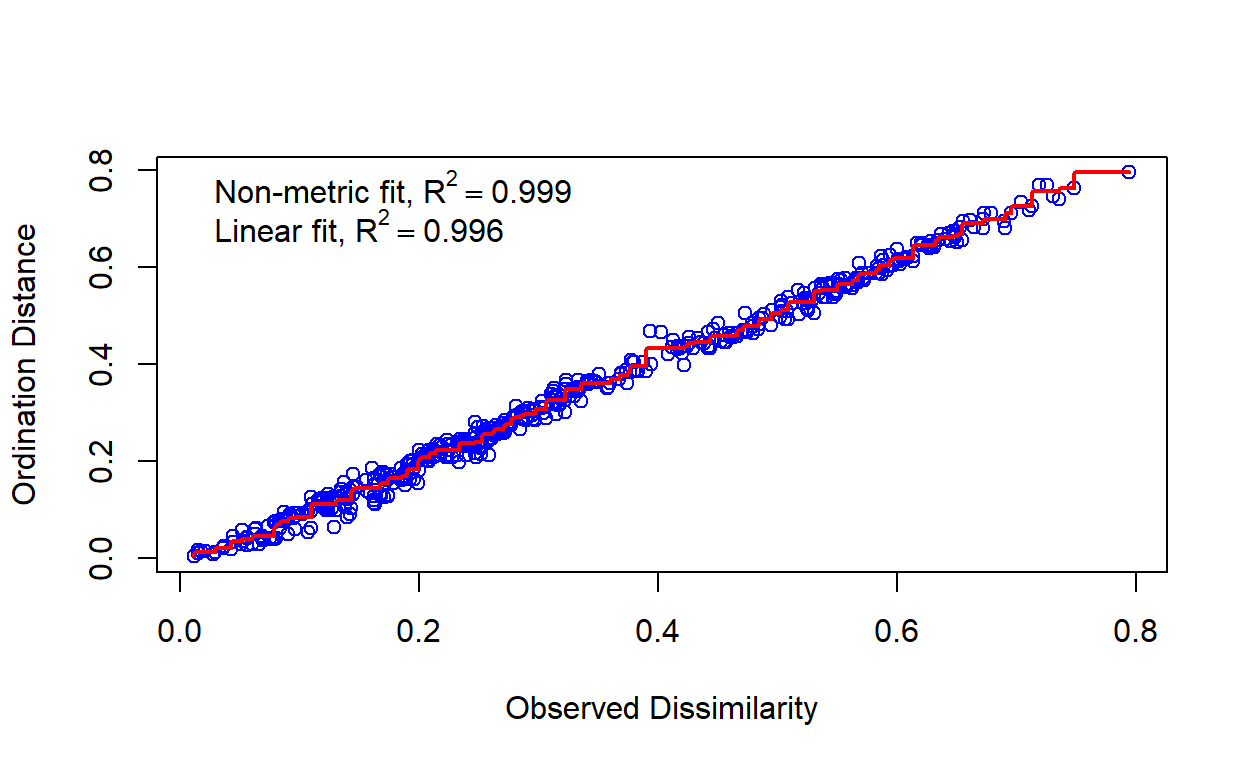 Non-metric fit, R² = 0.999
Linear fit, R² = 0.996
Ordination Distance
0.8
0.6
0.4
0.2
0.0
0.0 0.2 0.4 0.6 0.8
Observed Dissimilarity